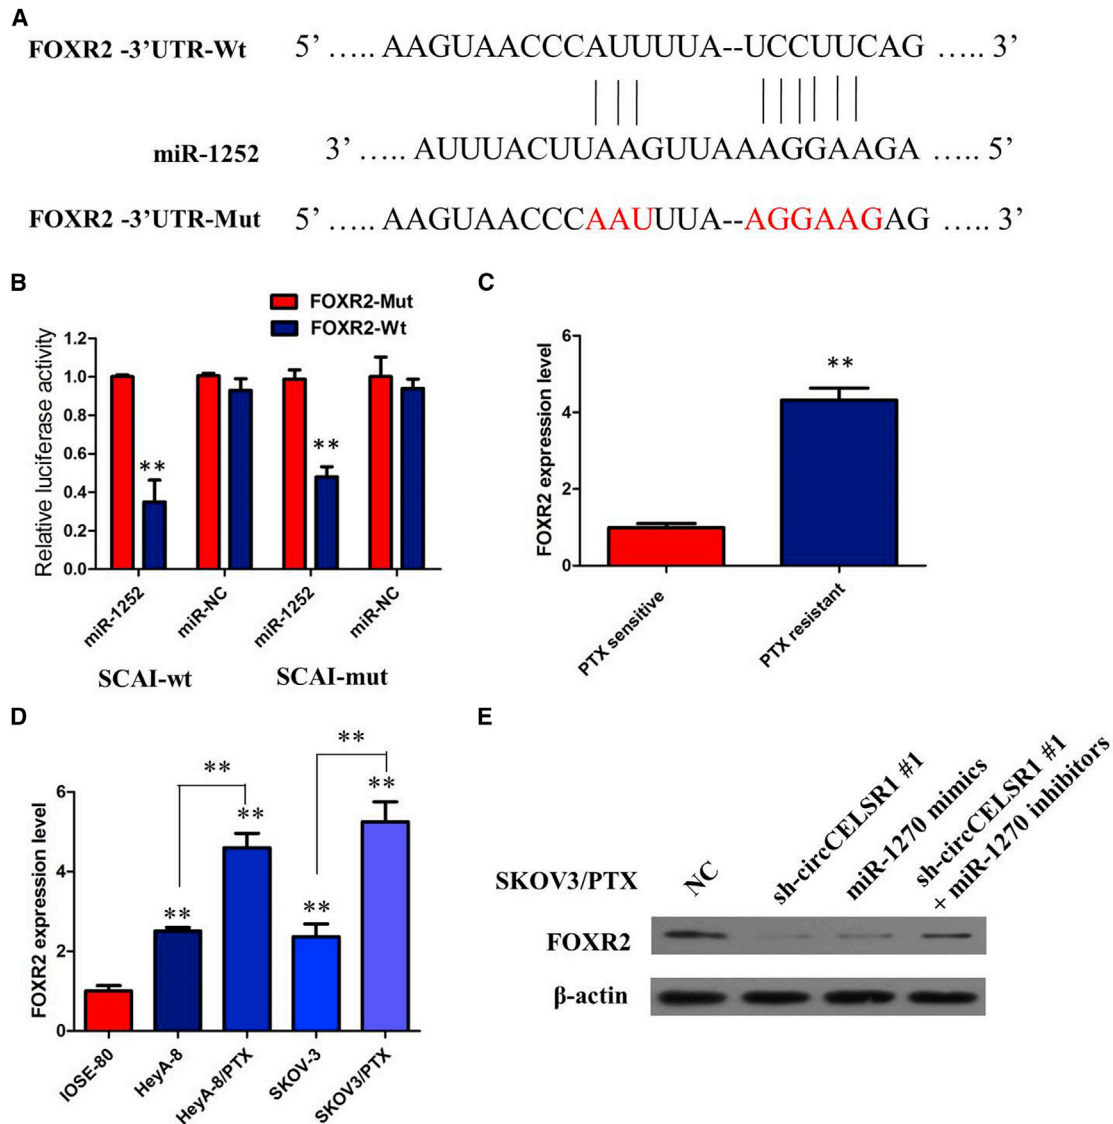 A
FOXR2 -3’UTR-Wt 5’ ….. AAGUAACCCAUUUUA--UCCUUCAG ….. 3’
miR-1252 3’ ….. AUUUACUUAAGUUAAAGGAAGA ….. 5’
FOXR2 -3’UTR-Mut 5’ ….. AAGUAACCCAAUUUA--AGGAAGAG ….. 3’
B
FOXR2-Mut
FOXR2-Wt
Relative luciferase activity
1.2
1.0
0.8
0.6
0.4
0.2
0.0
**
**
miR-1252
miR-NC
miR-1252
miR-NC
SCAI-wt
SCAI-mut
C
FOXR2 expression level
6
4
2
0
**
PTX sensitive
PTX resistant
D
FOXR2 expression level
6
4
2
0
**
**
**
**
**
**
IOSE-80
HeyA-8
HeyA-8/PTX
SKOV-3
SKOV3/PTX
E
SKOV3/PTX
NC
sh-circCELSR1 #1
miR-1270 mimics
sh-circCELSR1 #1
+ miR-1270 inhibitors
FOXR2
β-actin